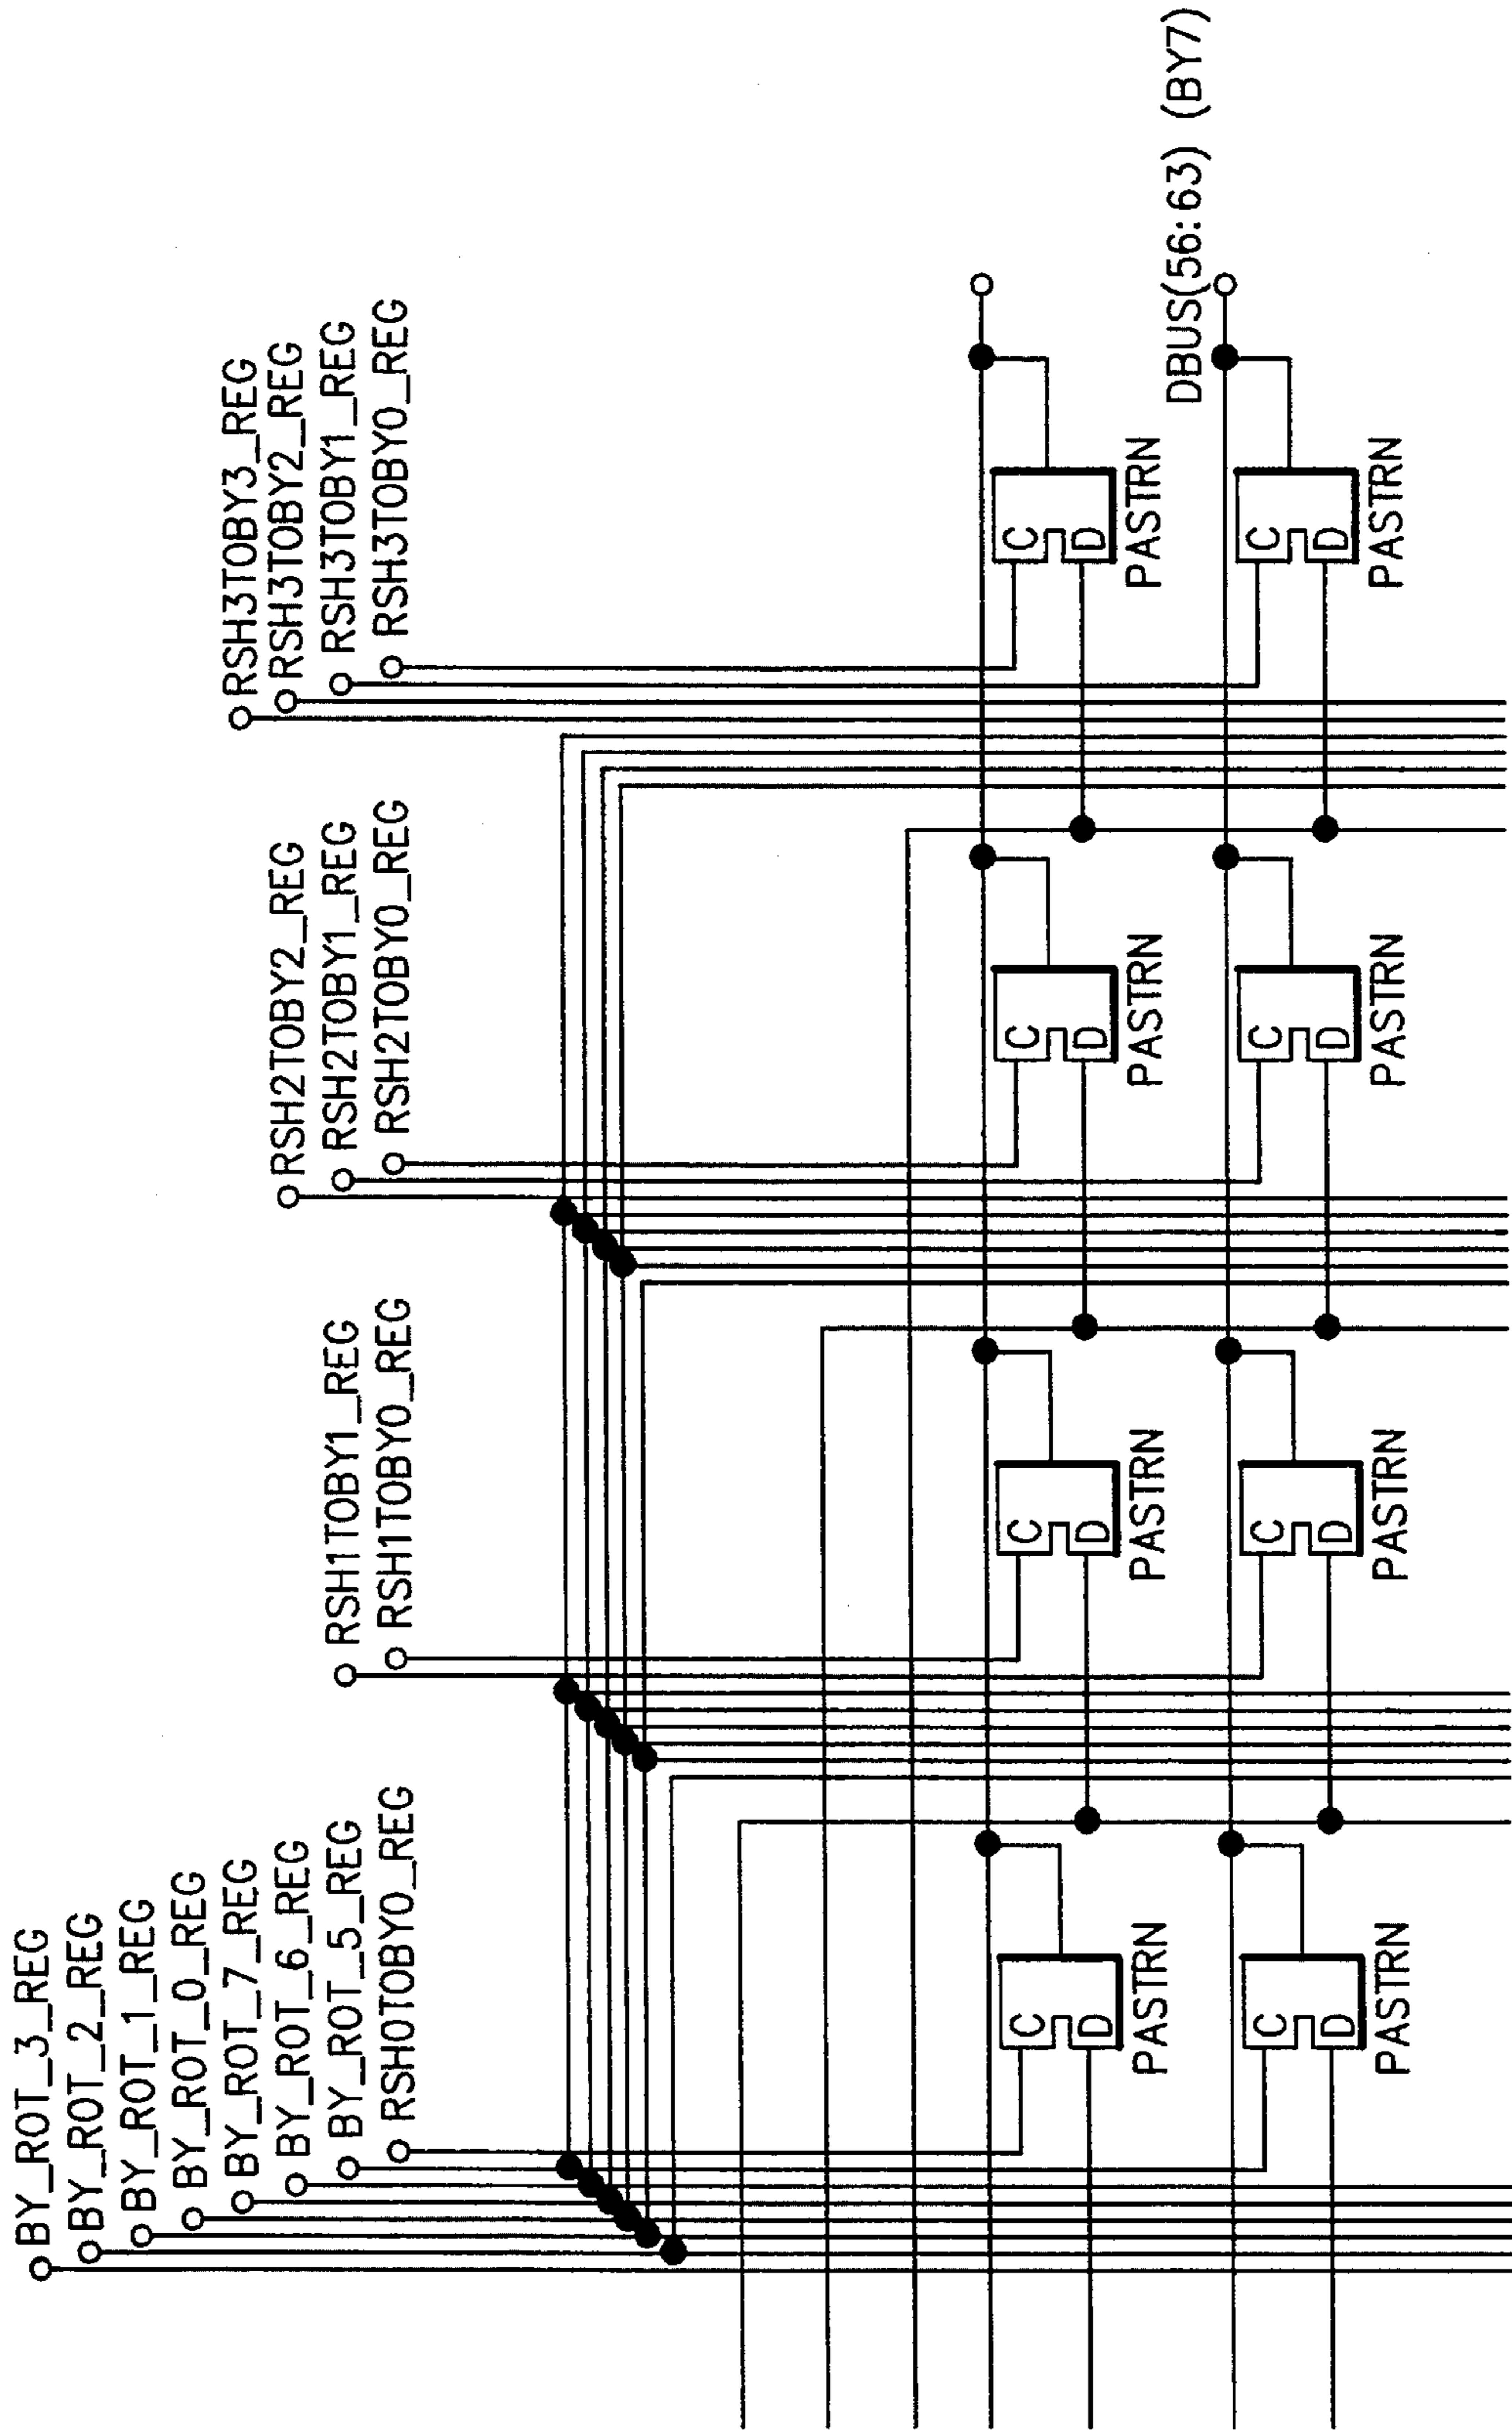 BY_ROT_3_REG
BY_ROT_2_REG
BY_ROT_1_REG
BY_ROT_0_REG
BY_ROT_7_REG
BY_ROT_6_REG
BY_ROT_5_REG
RSH0TOBY0_REG
RSH1TOBY1_REG
RSH1TOBY0_REG
RSH2TOBY2_REG
RSH2TOBY1_REG
RSH2TOBY0_REG
RSH3TOBY3_REG
RSH3TOBY2_REG
RSH3TOBY1_REG
RSH3TOBY0_REG
C
D
PASTRN
C
D
PASTRN
C
D
PASTRN
C
D
PASTRN
DBUS(56:63) (BY7)
C
D
PASTRN
C
D
PASTRN
C
D
PASTRN
C
D
PASTRN